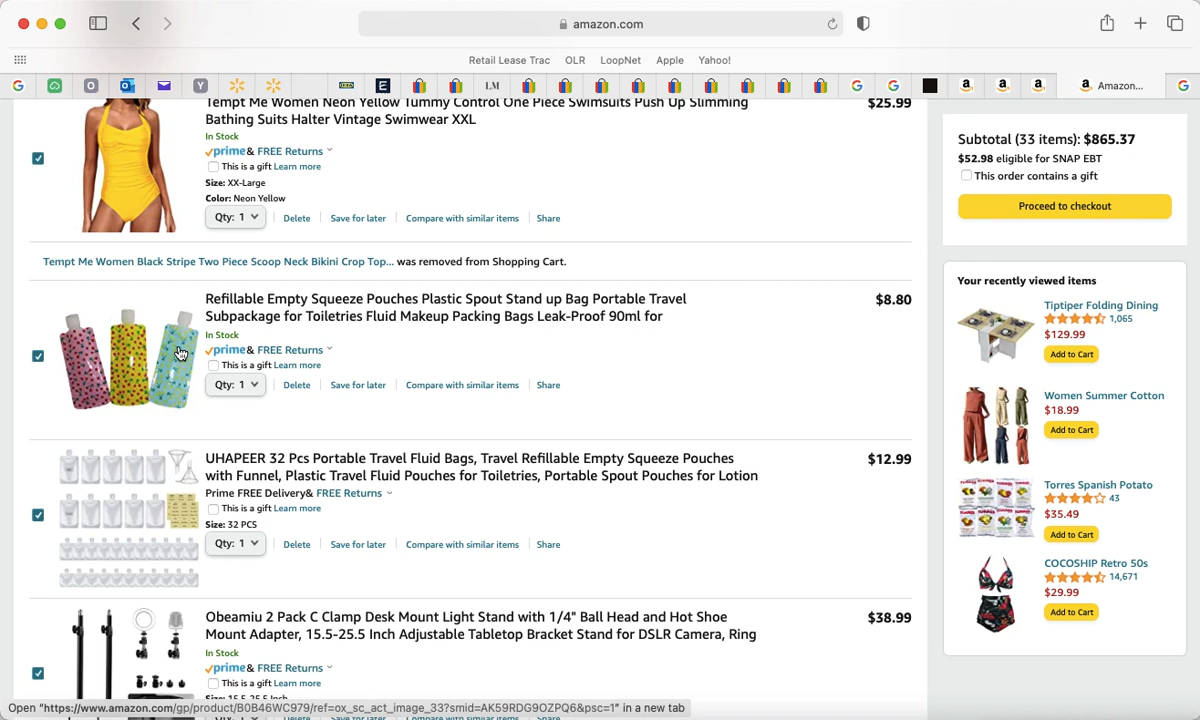 amazon.com
Retail Lease Trac OLR LoopNet Apple Yahoo!
Amazon...
Tempt Me Women Neon Yellow Tummy Control One Piece Swimsuits Push Up Slimming
Bathing Suits Halter Vintage Swimwear XXL
$25.99
In Stock
prime& FREE Returns
This is a gift Learn more
Size: XX-Large
Color: Neon Yellow
Qty: 1 Delete Save for later Compare with similar items Share
Tempt Me Women Black Stripe Two Piece Scoop Neck Bikini Crop Top... was removed from Shopping Cart.
Refillable Empty Squeeze Pouches Plastic Spout Stand up Bag Portable Travel
Subpackage for Toiletries Fluid Makeup Packing Bags Leak-Proof 90ml for
$8.80
In Stock
prime& FREE Returns
This is a gift Learn more
Qty: 1 Delete Save for later Compare with similar items Share
UHAPEER 32 Pcs Portable Travel Fluid Bags, Travel Refillable Empty Squeeze Pouches
with Funnel, Plastic Travel Fluid Pouches for Toiletries, Portable Spout Pouches for Lotion
$12.99
Prime FREE Delivery& FREE Returns
This is a gift Learn more
Size: 32 PCS
Qty: 1 Delete Save for later Compare with similar items Share
Obeamiu 2 Pack C Clamp Desk Mount Light Stand with 1/4" Ball Head and Hot Shoe
Mount Adapter, 15.5-25.5 Inch Adjustable Tabletop Bracket Stand for DSLR Camera, Ring
$38.99
In Stock
prime& FREE Returns
This is a gift Learn more
Size: 15.5-25.5 Inch
Open "https://www.amazon.com/gp/product/B0B46WC979/ref=ox_sc_act_image_33?smid=AK59RDG9OZPQ6&psc=1" in a new tab
Subtotal (33 items): $865.37
$52.98 eligible for SNAP EBT
This order contains a gift
Proceed to checkout
Your recently viewed items
Tiptiper Folding Dining
1,065
$129.99
Add to Cart
Women Summer Cotton
$18.99
Add to Cart
Torres Spanish Potato
43
$35.49
Add to Cart
COCOSHIP Retro 50s
14,671
$29.99
Add to Cart